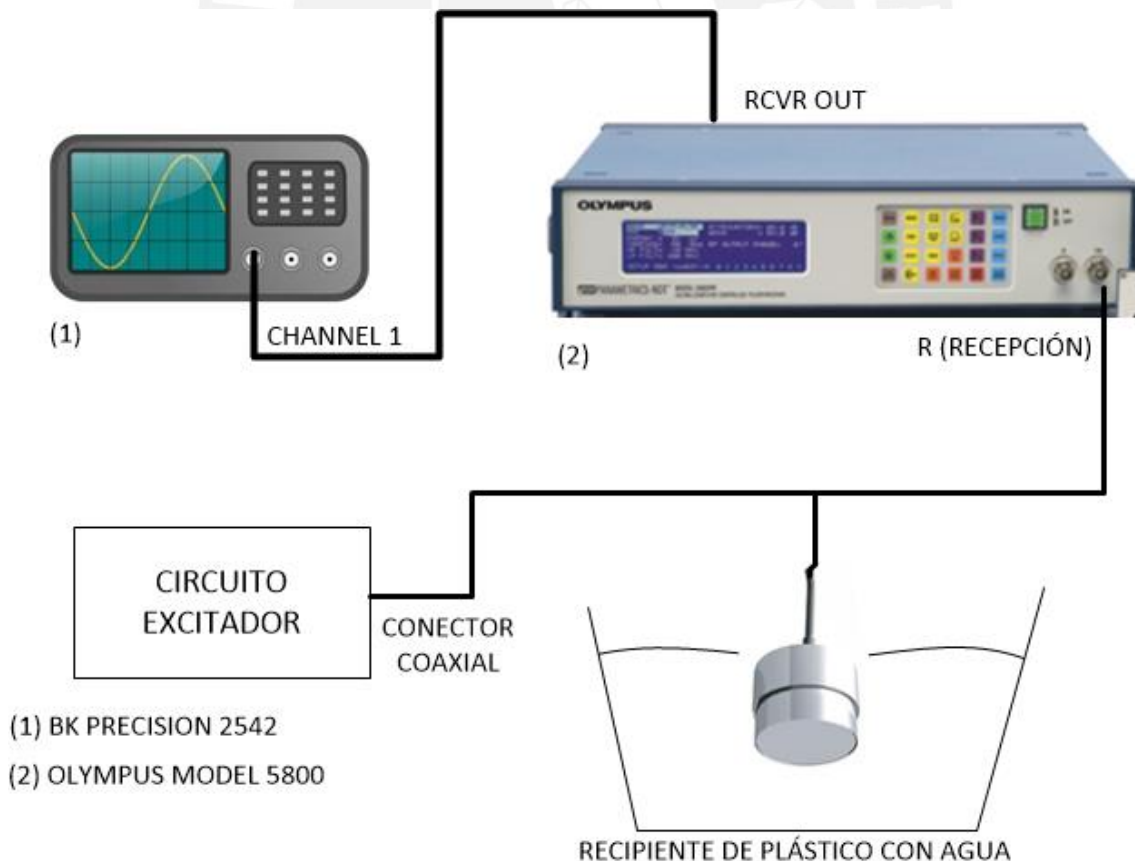 RCVR OUT
OLYMPUS
(1)
CHANNEL 1
(2)
R (RECEPCIÓN)
CIRCUITO
EXCITADOR
CONECTOR
COAXIAL
(1) BK PRECISION 2542
(2) OLYMPUS MODEL 5800
RECIPIENTE DE PLÁSTICO CON AGUA